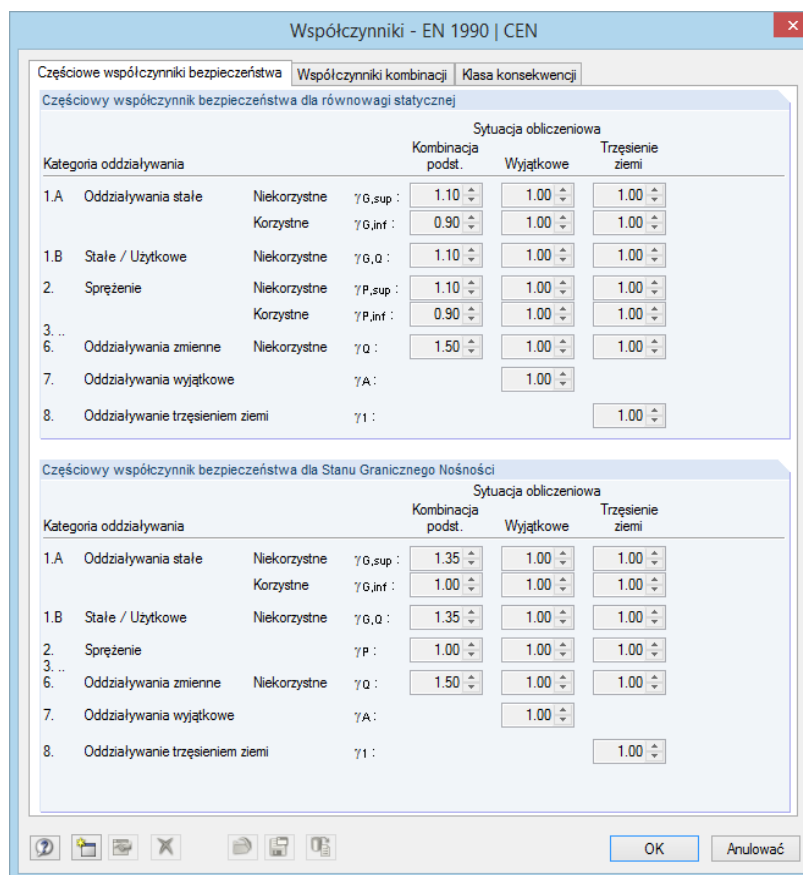 Współczynniki - EN 1990 | CEN
Częściowe współczynniki bezpieczeństwa Współczynniki kombinacji Klasa konsekwencji
Częściowy współczynnik bezpieczeństwa dla równowagi statycznej
Sytuacja obliczeniowa
Kombinacja Trzęsienie
Kategoria oddziaływania podst. Wyjątkowe ziemi
1.A Oddziaływania stałe Niekorzystne γG,sup : 1.10 1.00 1.00
Korzystne γG,inf : 0.90 1.00 1.00
1.B Stałe / Użytkowe Niekorzystne γG,Q : 1.10 1.00 1.00
2. Sprężenie Niekorzystne γP,sup : 1.10 1.00 1.00
Korzystne γP,inf : 0.90 1.00 1.00
3. ..
6. Oddziaływania zmienne Niekorzystne γQ : 1.50 1.00 1.00
7. Oddziaływania wyjątkowe γA : 1.00
8. Oddziaływanie trzęsieniem ziemi γ1 : 1.00
Częściowy współczynnik bezpieczeństwa dla Stanu Granicznego Nośności
Sytuacja obliczeniowa
Kombinacja Trzęsienie
Kategoria oddziaływania podst. Wyjątkowe ziemi
1.A Oddziaływania stałe Niekorzystne γG,sup : 1.35 1.00 1.00
Korzystne γG,inf : 1.00 1.00 1.00
1.B Stałe / Użytkowe Niekorzystne γG,Q : 1.35 1.00 1.00
2. Sprężenie γP : 1.00 1.00 1.00
3. ..
6. Oddziaływania zmienne Niekorzystne γQ : 1.50 1.00 1.00
7. Oddziaływania wyjątkowe γA : 1.00
8. Oddziaływanie trzęsieniem ziemi γ1 : 1.00
OK Anulować